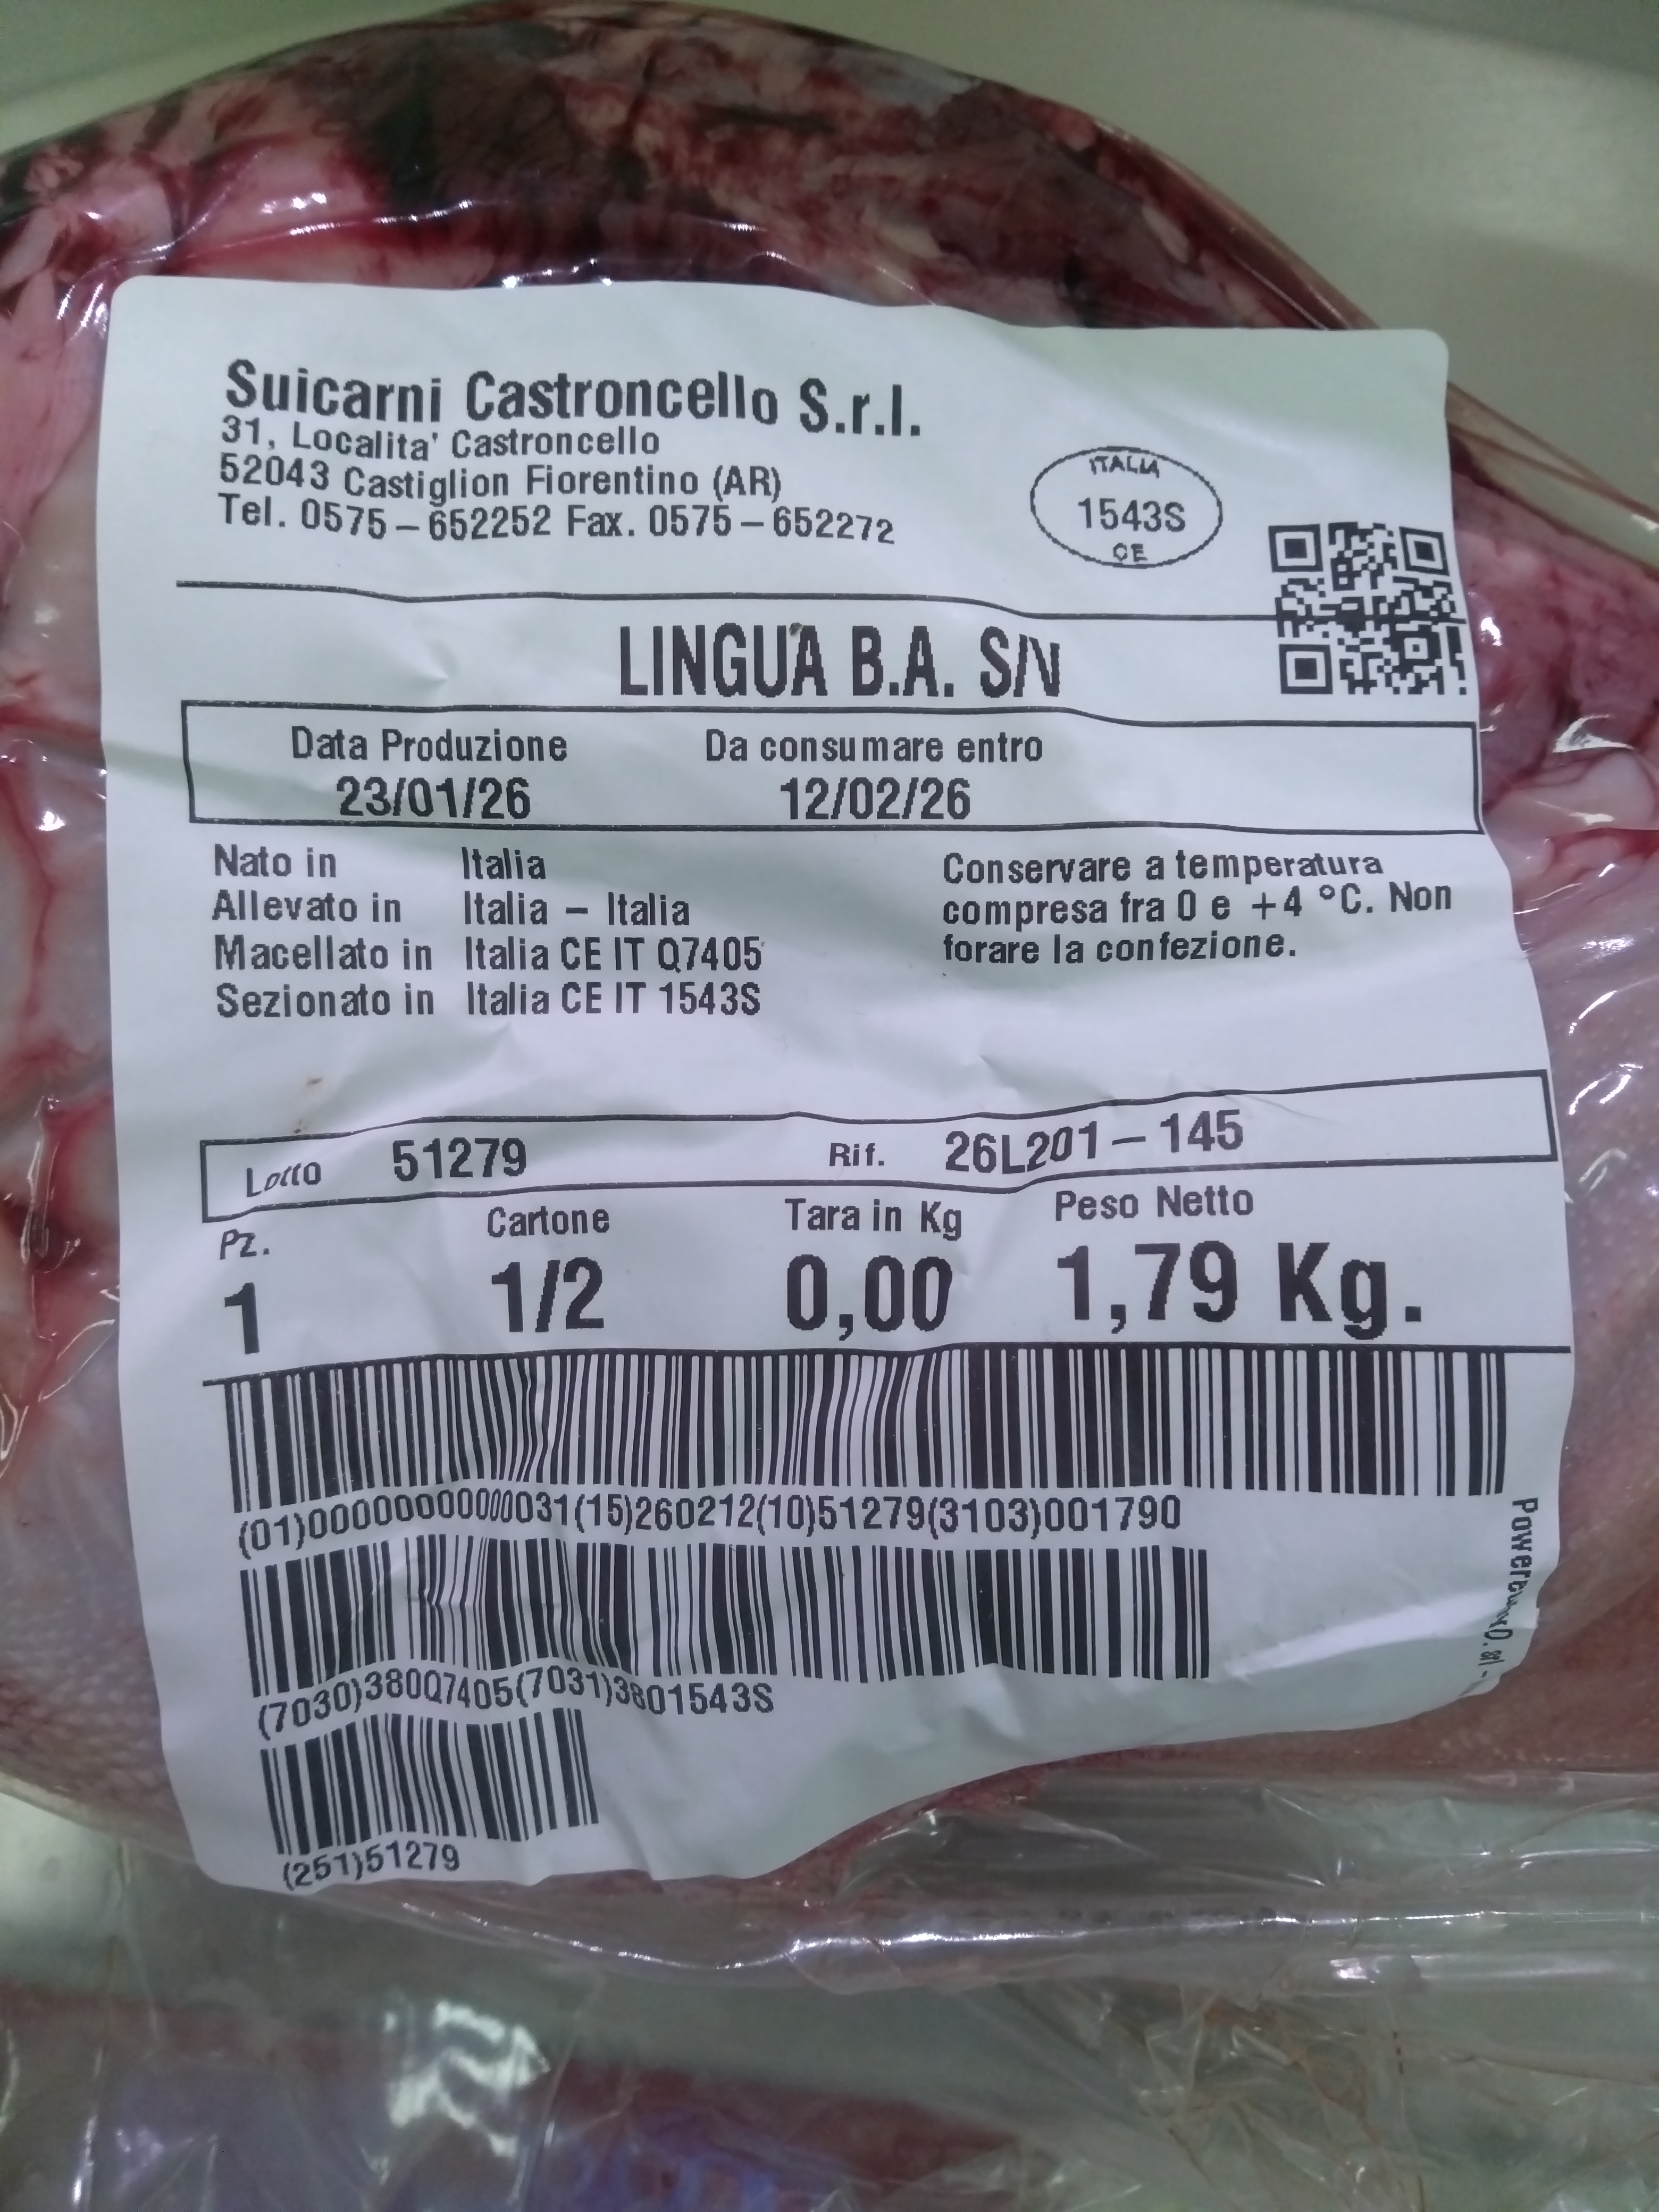 Suicarni Castroncello S.r.l.
31, Localita' Castroncello
52043 Castiglion Fiorentino (AR)
Tel. 0575-652252 Fax. 0575-652272
ITALIA
1543S
CE
LINGUA B.A. S/N
Data Produzione Da consumare entro
23/01/26 12/02/26
Nato in Italia
Allevato in Italia - Italia
Macellato in Italia CE IT Q7405
Sezionato in Italia CE IT 1543S
Conservare a temperatura
compresa fra 0 e +4 °C. Non
forare la confezione.
Lotto 51279 Rif. 26L201-145
Pz. Cartone Tara in Kg Peso Netto
1 1/2 0,00 1,79 Kg.
(01)00000000000031(15)260212(10)51279(3103)001790
(7030)380Q7405(7031)3801543S
(251)51279